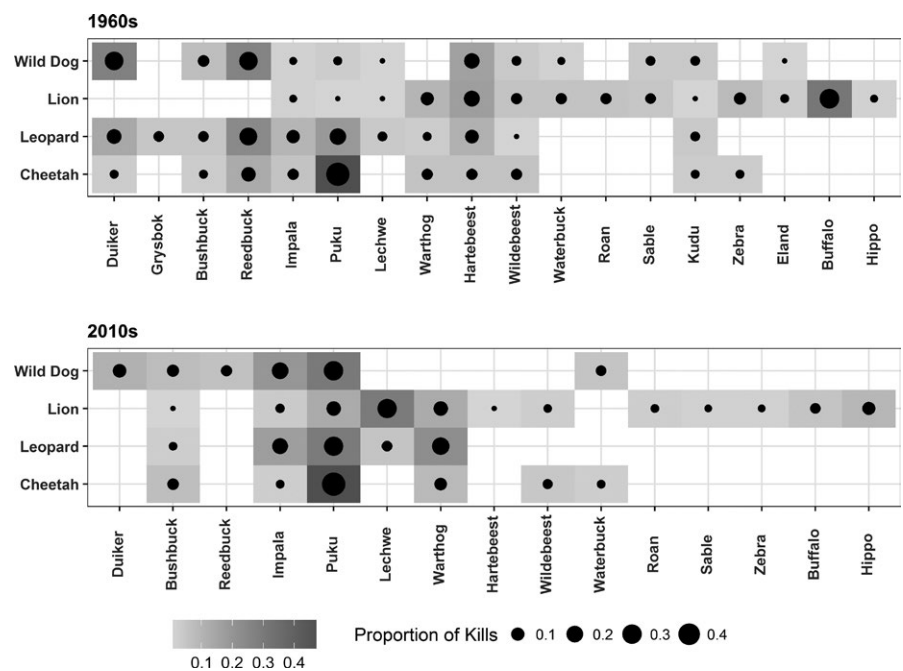 1960s
Wild Dog
Lion
Leopard
Cheetah
Duiker Grysbok Bushbuck Reedbuck Impala Puku Lechwe Warthog Hartebeest Wildebeest Waterbuck Roan Sable Kudu Zebra Eland Buffalo Hippo
2010s
Wild Dog
Lion
Leopard
Cheetah
Duiker Bushbuck Reedbuck Impala Puku Lechwe Warthog Hartebeest Wildebeest Waterbuck Roan Sable Zebra Buffalo Hippo
Proportion of Kills 0.1 0.2 0.3 0.4
0.1 0.2 0.3 0.4